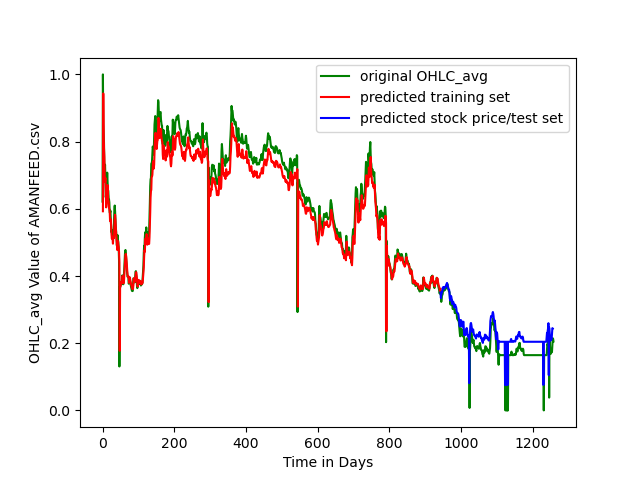 original OHLC_avg
predicted training set
predicted stock price/test set
OHLC_avg Value of AMANFEED.csv
1.0
0.8
0.6
0.4
0.2
0.0
0 200 400 600 800 1000 1200
Time in Days